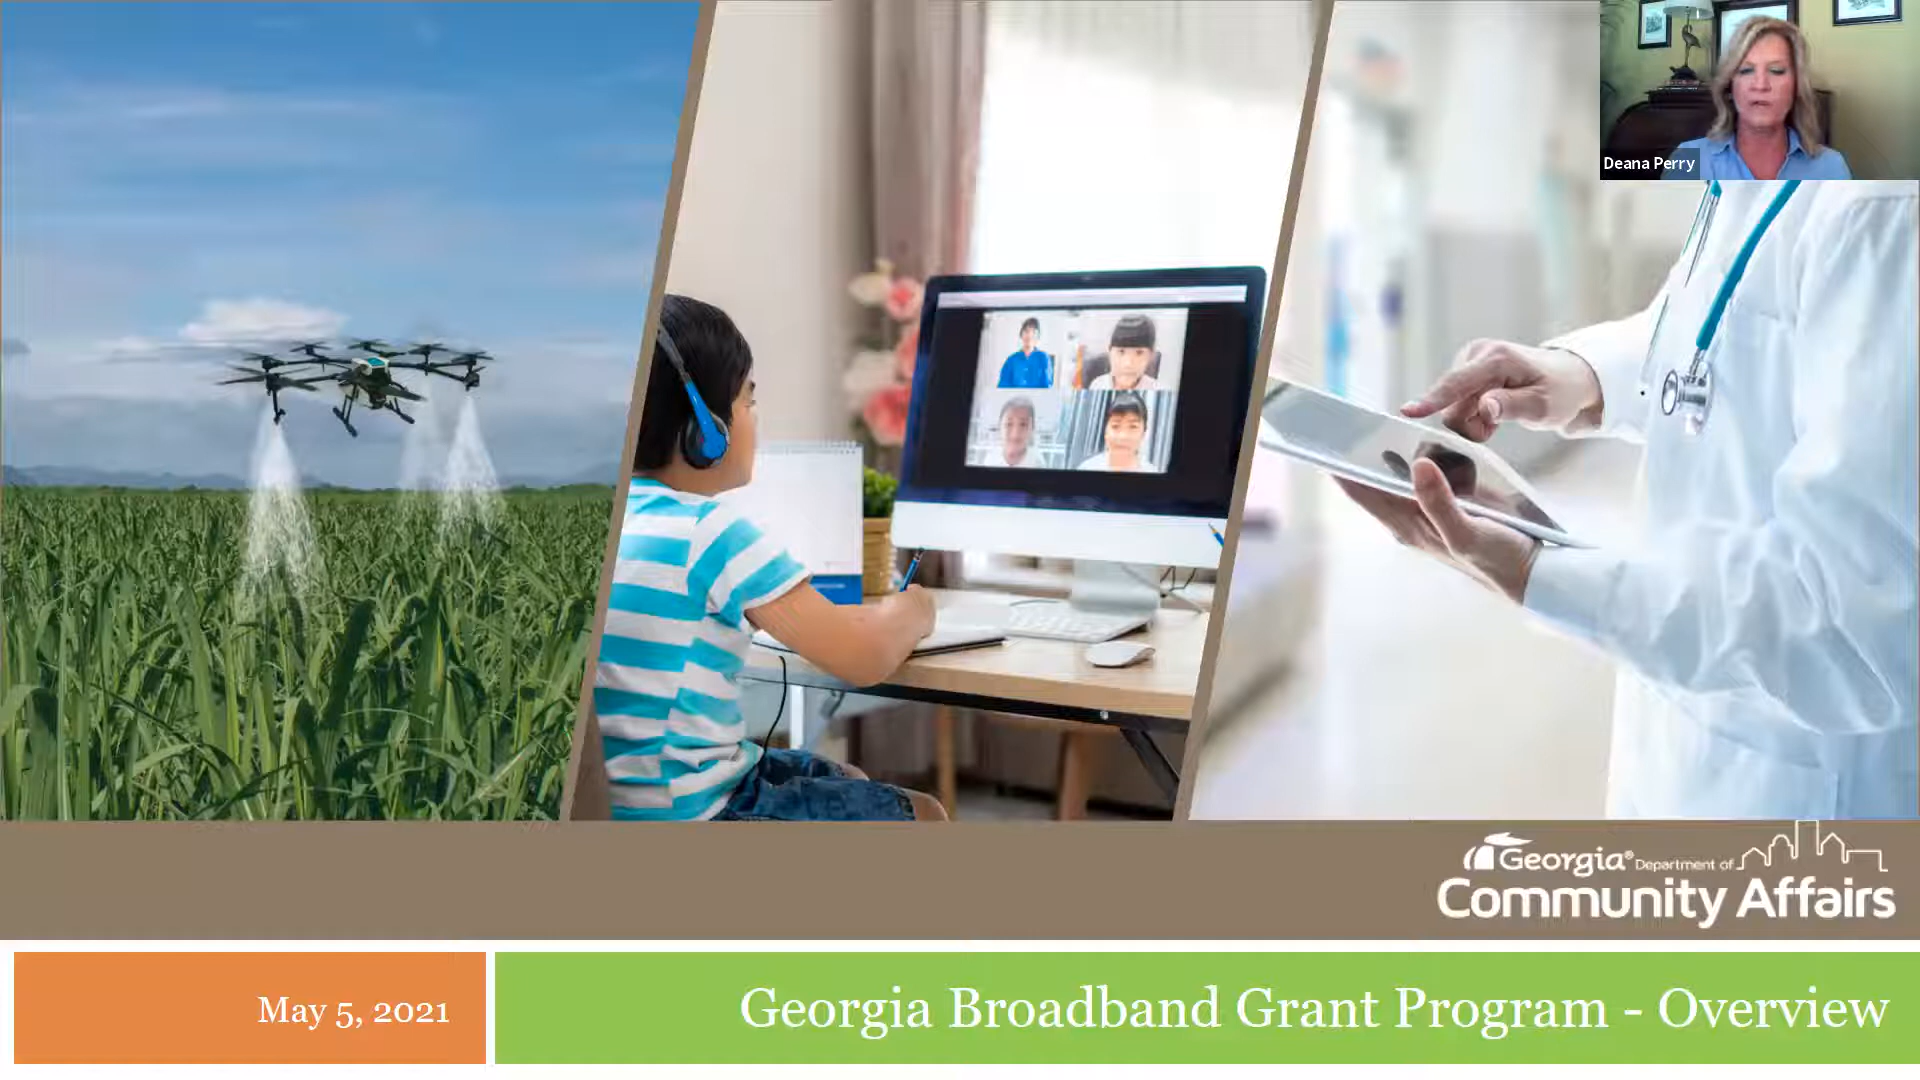 Deana Perry
Georgia® Department of
Community Affairs
May 5, 2021
Georgia Broadband Grant Program - Overview